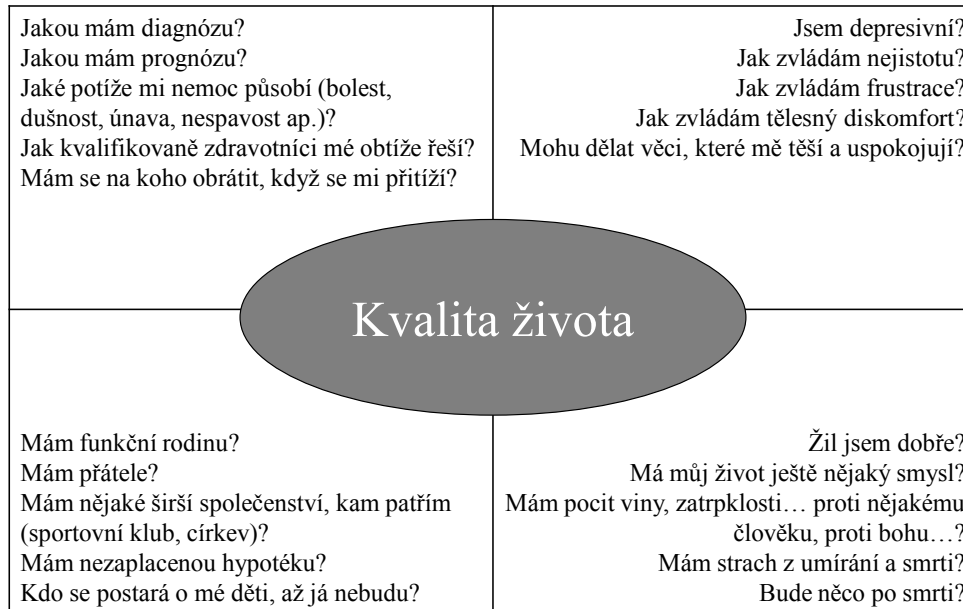 Jakou mám diagnózu?
Jakou mám prognózu?
Jaké potíže mi nemoc působí (bolest,
dušnost, únava, nespavost ap.)?
Jak kvalifikovaně zdravotníci mé obtíže řeší?
Mám se na koho obrátit, když se mi přitíží?
Jsem depresivní?
Jak zvládám nejistotu?
Jak zvládám frustrace?
Jak zvládám tělesný diskomfort?
Mohu dělat věci, které mě těší a uspokojují?
Kvalita života
Mám funkční rodinu?
Mám přátele?
Mám nějaké širší společenství, kam patřím
(sportovní klub, církev)?
Mám nezaplacenou hypotéku?
Kdo se postará o mé děti, až já nebudu?
Žil jsem dobře?
Má můj život ještě nějaký smysl?
Mám pocit viny, zatrpklosti… proti nějakému
člověku, proti bohu…?
Mám strach z umírání a smrti?
Bude něco po smrti?